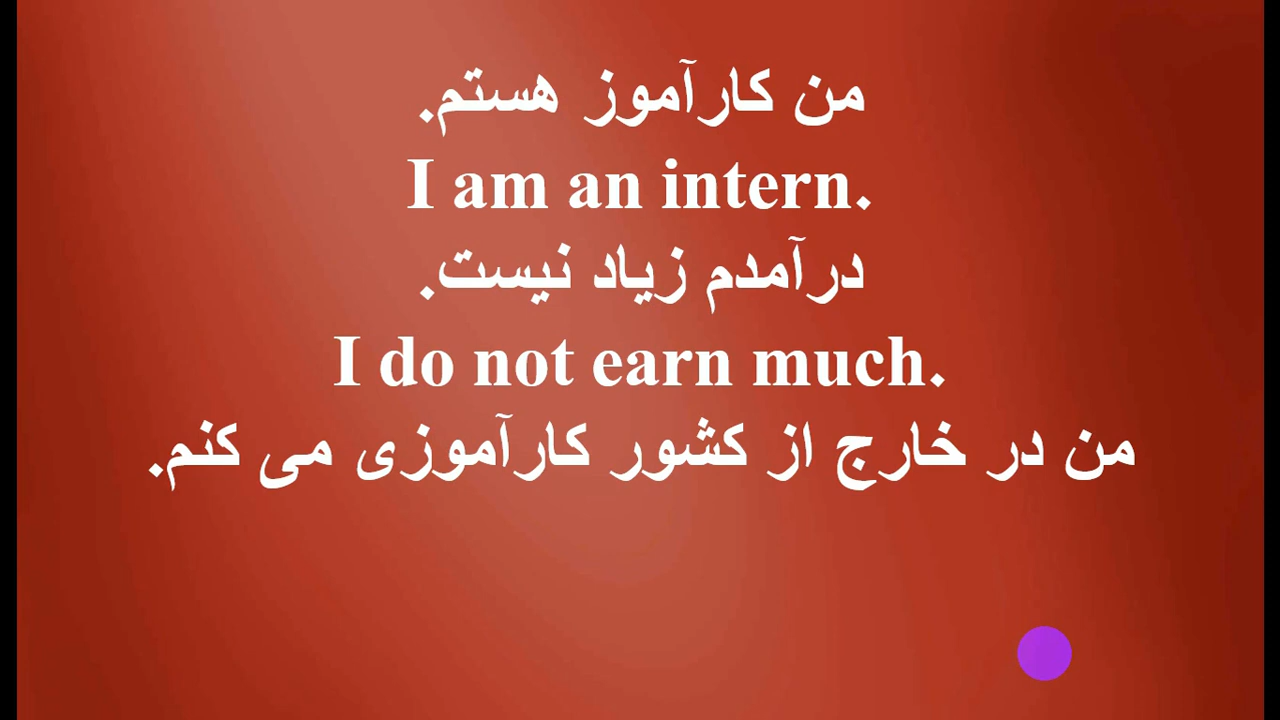 من کارآموز هستم.
I am an intern.
درآمدم زیاد نیست.
I do not earn much.
من در خارج از کشور کارآموزی می کنم.